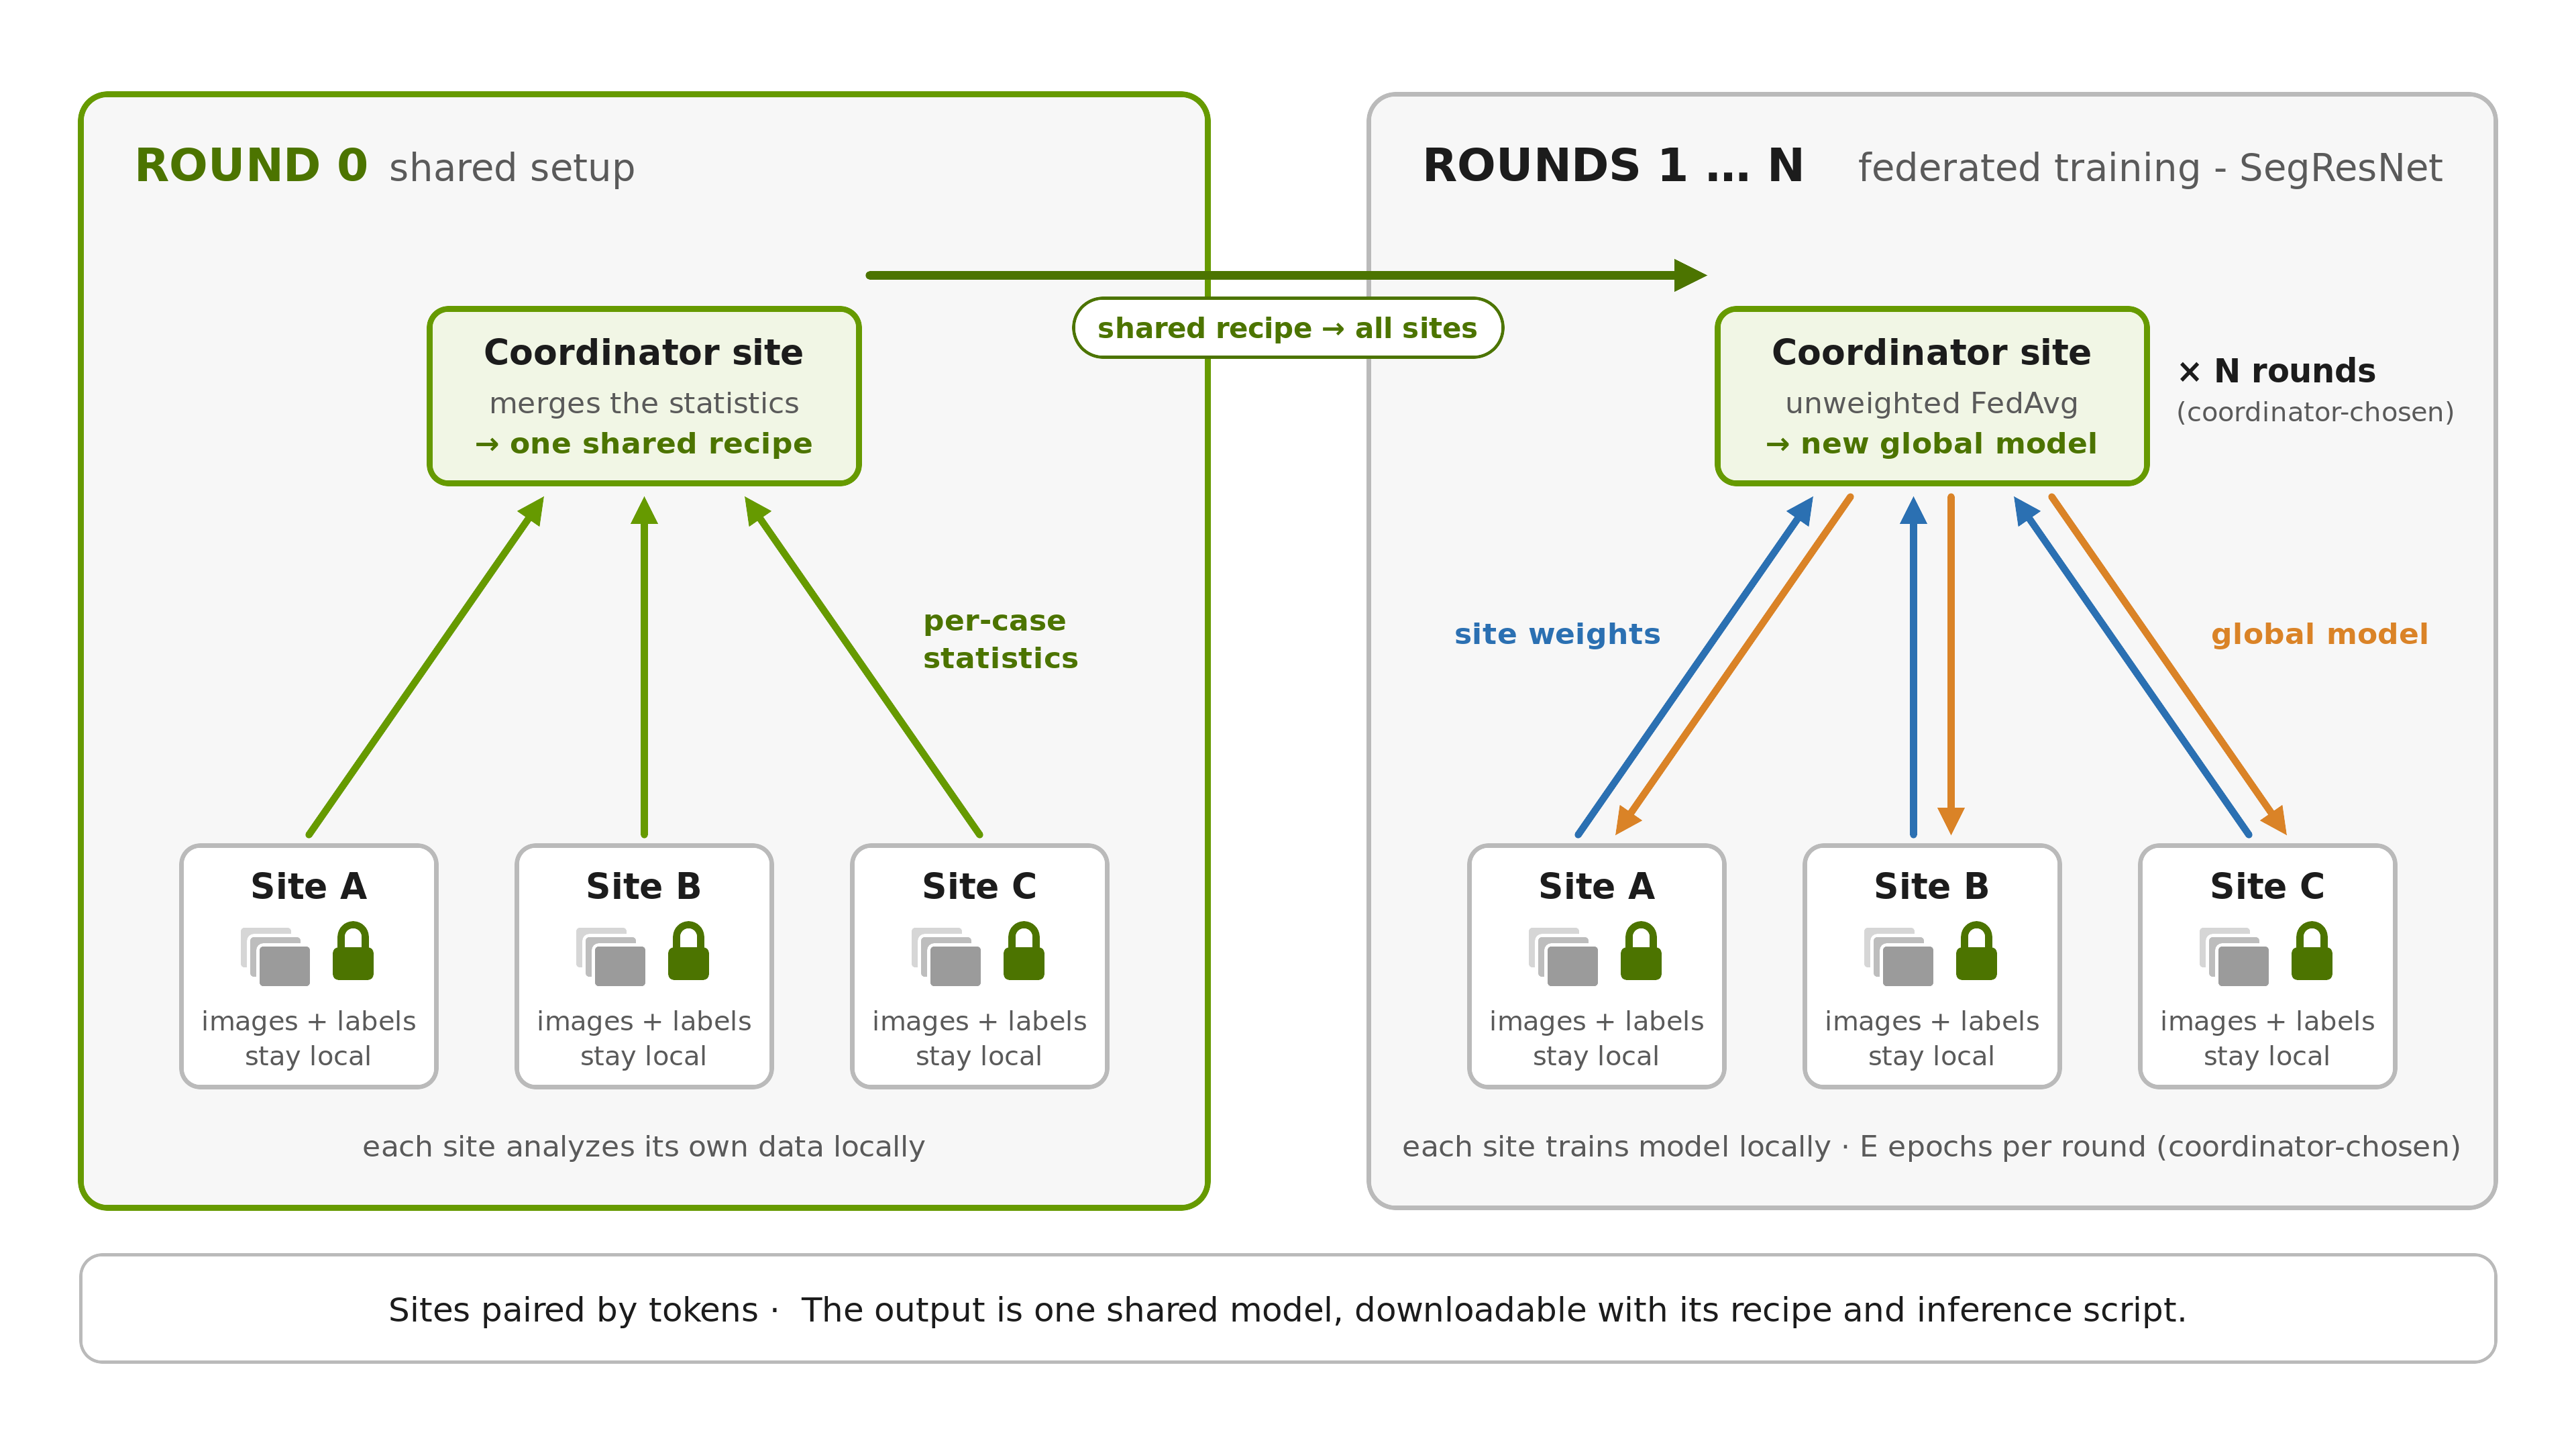 ROUND 0 shared setup
Coordinator site
merges the statistics
→ one shared recipe
per-case
statistics
Site A
images + labels
stay local
Site B
images + labels
stay local
Site C
images + labels
stay local
each site analyzes its own data locally
shared recipe → all sites
ROUNDS 1 ... N federated training - SegResNet
Coordinator site
unweighted FedAvg
→ new global model
× N rounds
(coordinator-chosen)
site weights
global model
Site A
images + labels
stay local
Site B
images + labels
stay local
Site C
images + labels
stay local
each site trains model locally · E epochs per round (coordinator-chosen)
Sites paired by tokens · The output is one shared model, downloadable with its recipe and inference script.